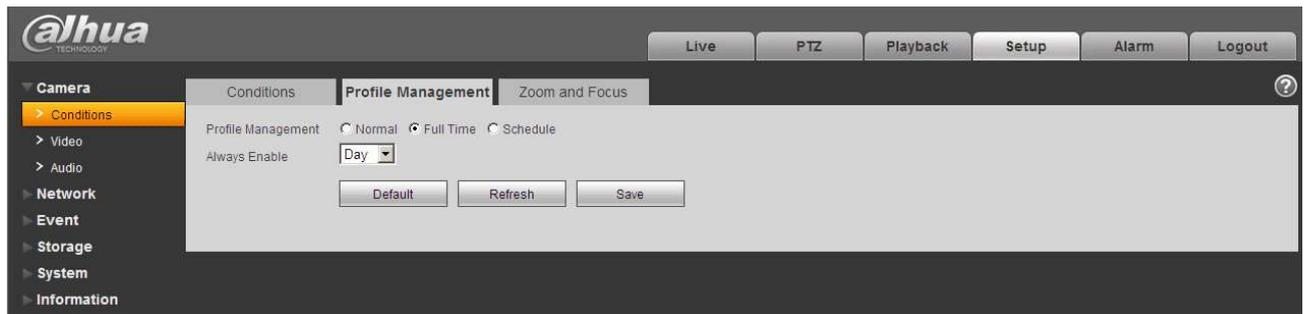 alhua
TECHNOLOGY
Live PTZ Playback Setup Alarm Logout
Camera
> Conditions
> Video
> Audio
Network
Event
Storage
System
Information
Conditions Profile Management Zoom and Focus ?
Profile Management Normal Full Time Schedule
Always Enable Day
Default Refresh Save